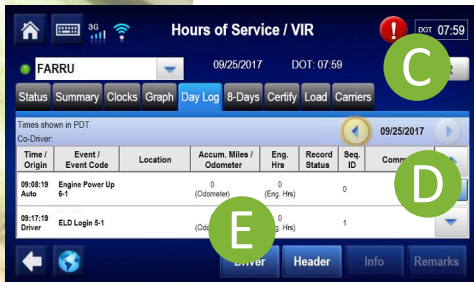 3G Hours of Service / VIR ! DOT 07:59
FARRU 09/25/2017 DOT: 07:59 C
Status Summary Clocks Graph Day Log 8-Days Certify Load Carriers
Times shown in PDT
Co-Driver: 09/25/2017
Time / Origin Event / Event Code Location Accum. Miles / Odometer Eng. Hrs Record Status Seq. ID
D
09:08:19 Auto Engine Power Up 6-1 0 (Odometer) 0 (Eng. Hrs) 0
09:17:19 Driver ELD Login 5-1 0 1
E
Driver Header Info Remarks